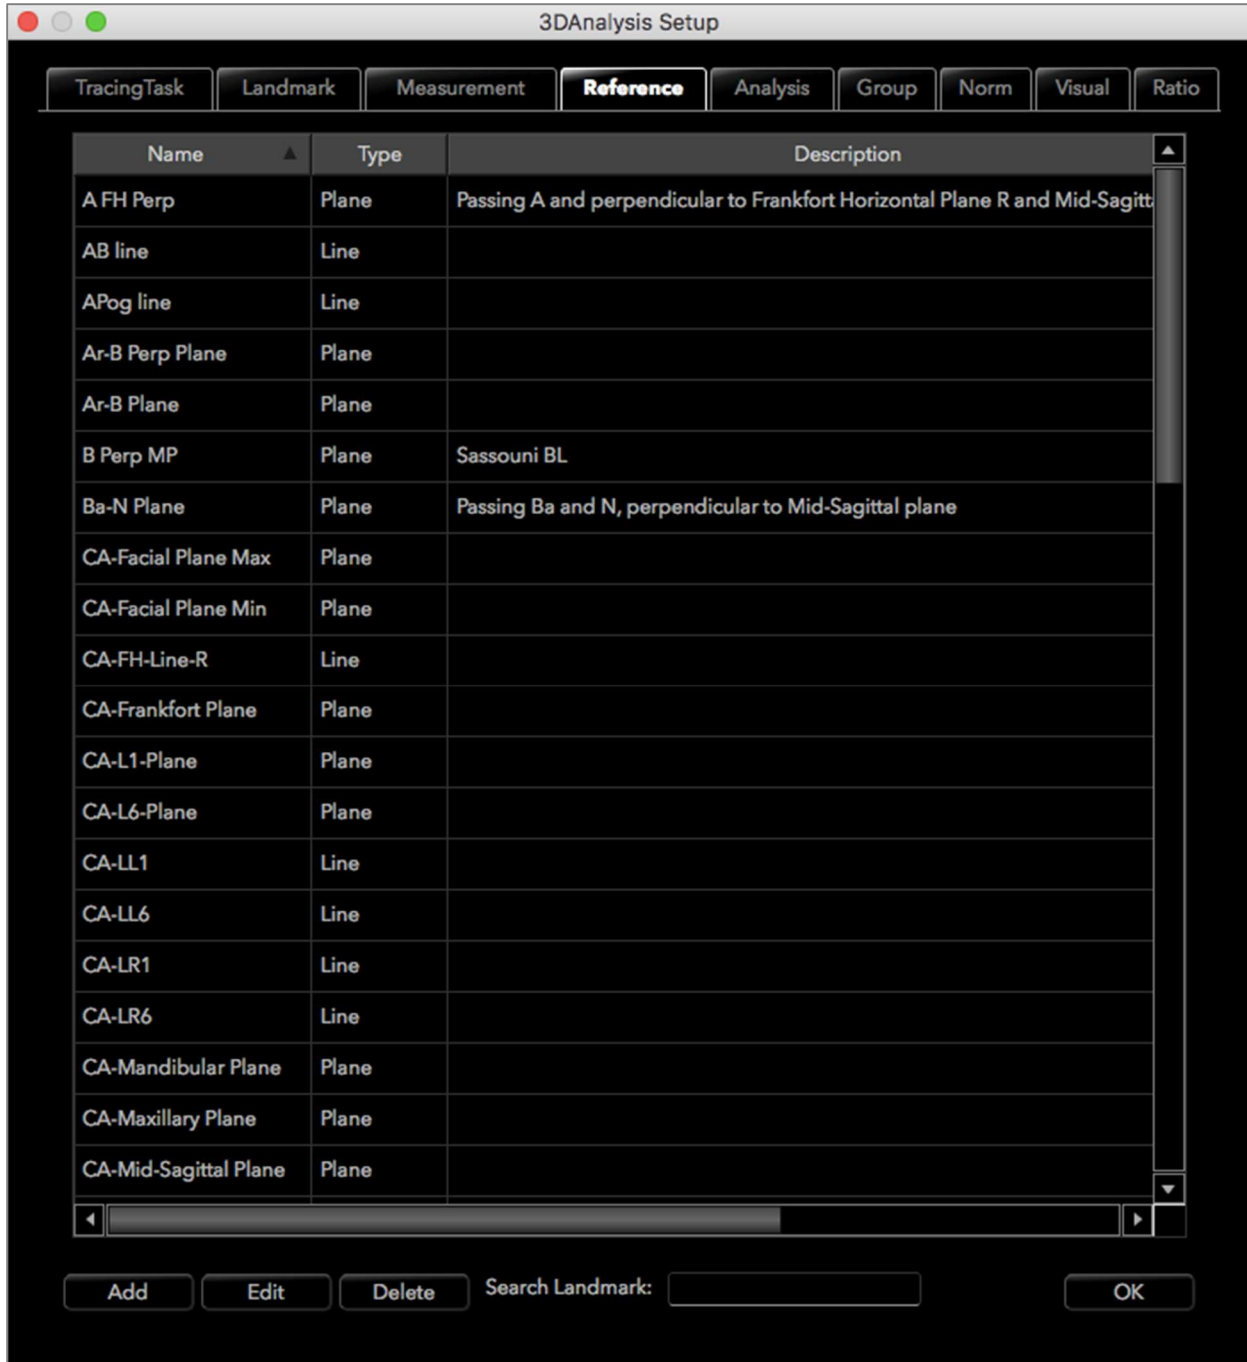 3DAnalysis Setup
TracingTask Landmark Measurement Reference Analysis Group Norm Visual Ratio
Name Type Description
A FH Perp Plane Passing A and perpendicular to Frankfort Horizontal Plane R and Mid-Sagitt
AB line Line
APog line Line
Ar-B Perp Plane Plane
Ar-B Plane Plane
B Perp MP Plane Sassouni BL
Ba-N Plane Plane Passing Ba and N, perpendicular to Mid-Sagittal plane
CA-Facial Plane Max Plane
CA-Facial Plane Min Plane
CA-FH-Line-R Line
CA-Frankfort Plane Plane
CA-L1-Plane Plane
CA-L6-Plane Plane
CA-LL1 Line
CA-LL6 Line
CA-LR1 Line
CA-LR6 Line
CA-Mandibular Plane Plane
CA-Maxillary Plane Plane
CA-Mid-Sagittal Plane Plane
Add Edit Delete Search Landmark: OK